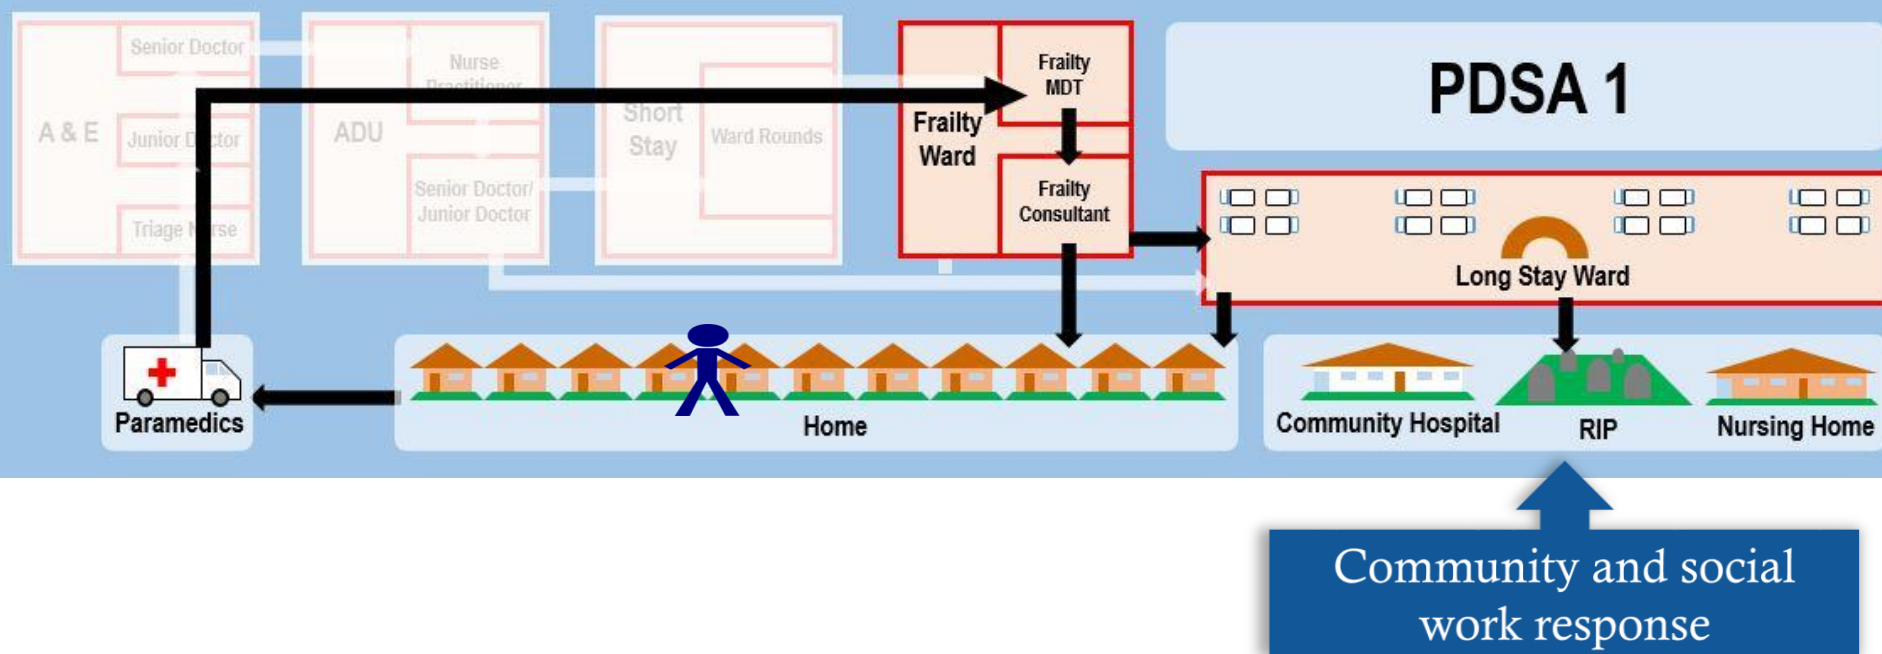 A & E
Senior Doctor
Junior Doctor
Triage Nurse
ADU
Nurse
Practitioner
Senior Doctor/
Junior Doctor
Short
Stay
Ward Rounds
Frailty
Ward
Frailty
MDT
Frailty
Consultant
PDSA 1
Long Stay Ward
Paramedics
Home
Community Hospital
RIP
Nursing Home
Community and social
work response